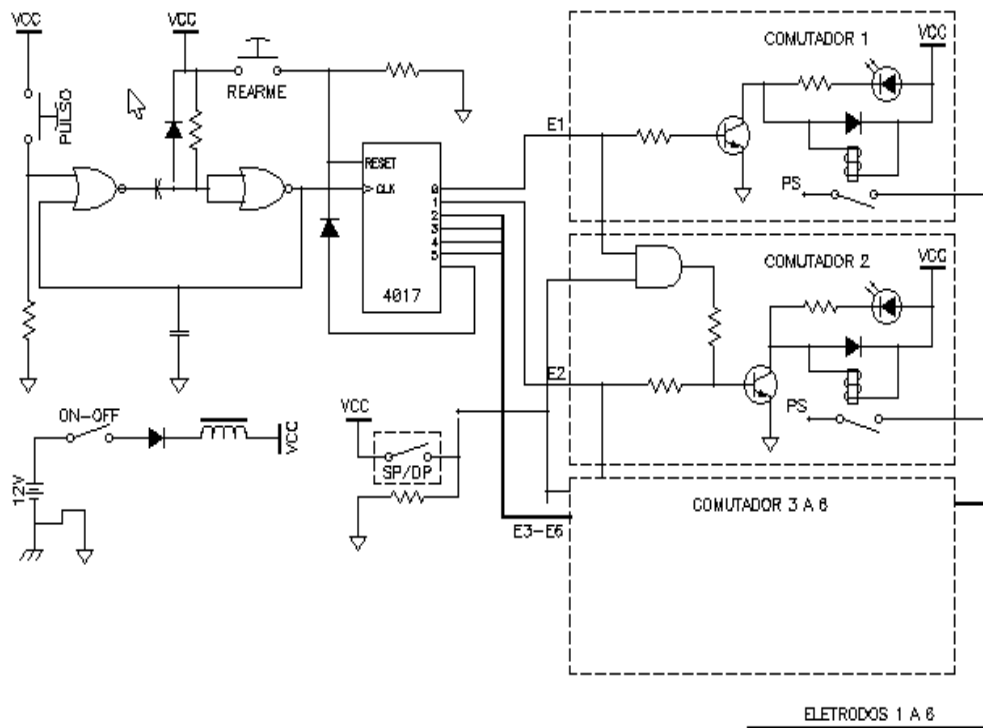 VCC
PULSO
VCC
REARME
RESET
CLK
0
1
2
3
4
5
4017
E1
E2
E3-E6
COMUTADOR 1
VCC
PS
COMUTADOR 2
VCC
PS
ON-OFF
12V
VCC
VCC
SP/DP
COMUTADOR 3 A 6
ELETRODOS 1 A 6